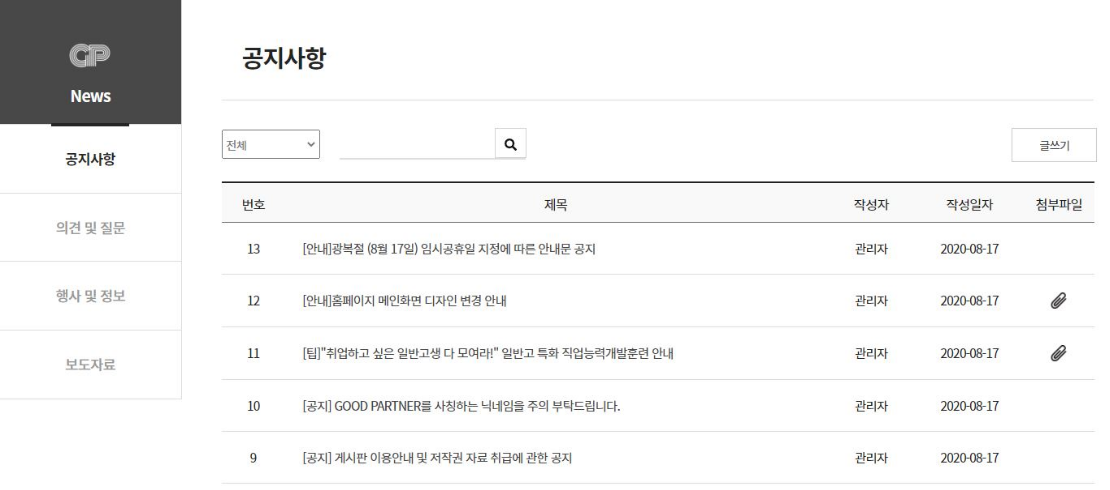 GP
News
공지사항
의견 및 질문
행사 및 정보
보도자료
공지사항
전체
글쓰기
번호 제목 작성자 작성일자 첨부파일
13 [안내]광복절 (8월 17일) 임시공휴일 지정에 따른 안내문 공지 관리자 2020-08-17
12 [안내]홈페이지 메인화면 디자인 변경 안내 관리자 2020-08-17
11 [팁]"취업하고 싶은 일반고생 다 모여라!" 일반고 특화 직업능력개발훈련 안내 관리자 2020-08-17
10 [공지] GOOD PARTNER를 사칭하는 닉네임을 주의 부탁드립니다. 관리자 2020-08-17
9 [공지] 게시판 이용안내 및 저작권 자료 취급에 관한 공지 관리자 2020-08-17